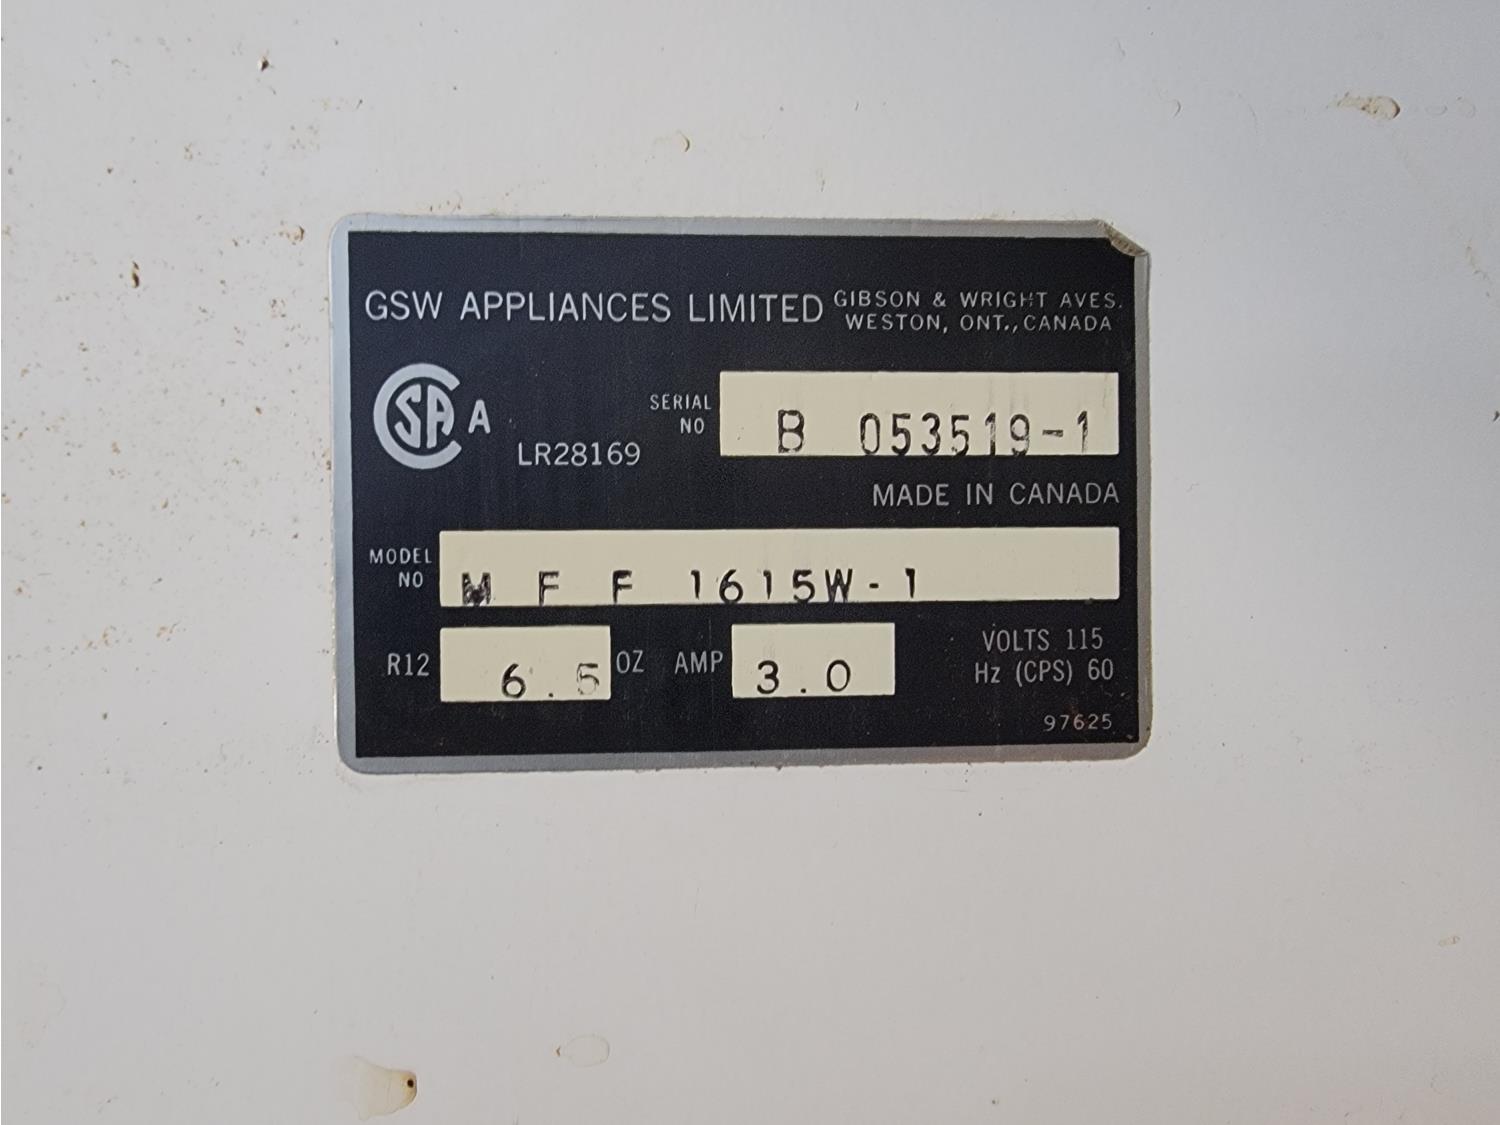 GSW APPLIANCES LIMITED GIBSON & WRIGHT AVES.
WESTON, ONT., CANADA
CSA A
LR28169
SERIAL NO B 053519-1
MADE IN CANADA
MODEL NO M F F 1615W-1
R12 6.5 OZ AMP 3.0
VOLTS 115
Hz (CPS) 60
97625